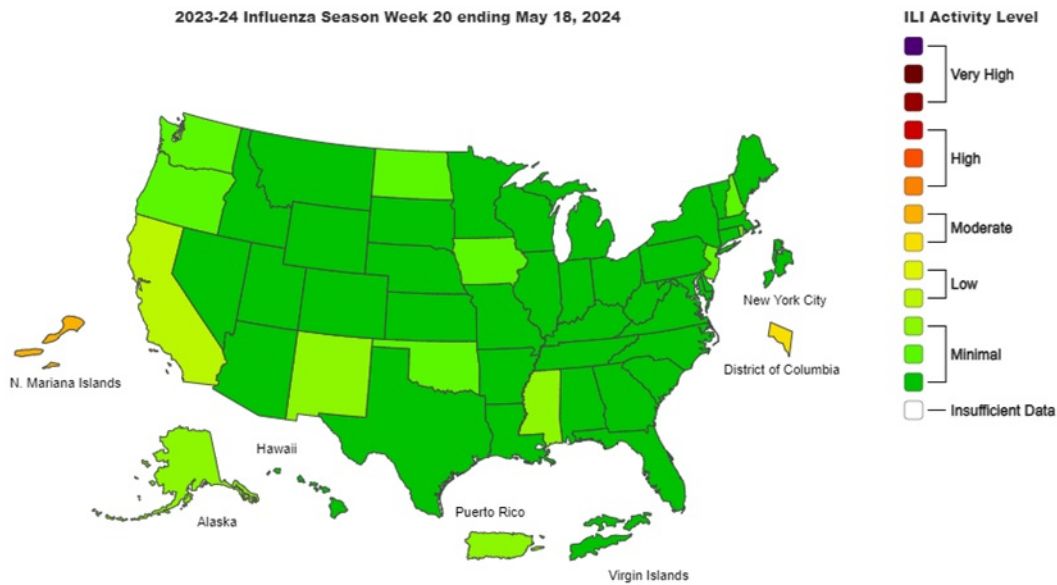 2023-24 Influenza Season Week 20 ending May 18, 2024
ILI Activity Level
Very High
High
Moderate
Low
Minimal
Insufficient Data
New York City
District of Columbia
N. Mariana Islands
Hawaii
Alaska
Puerto Rico
Virgin Islands